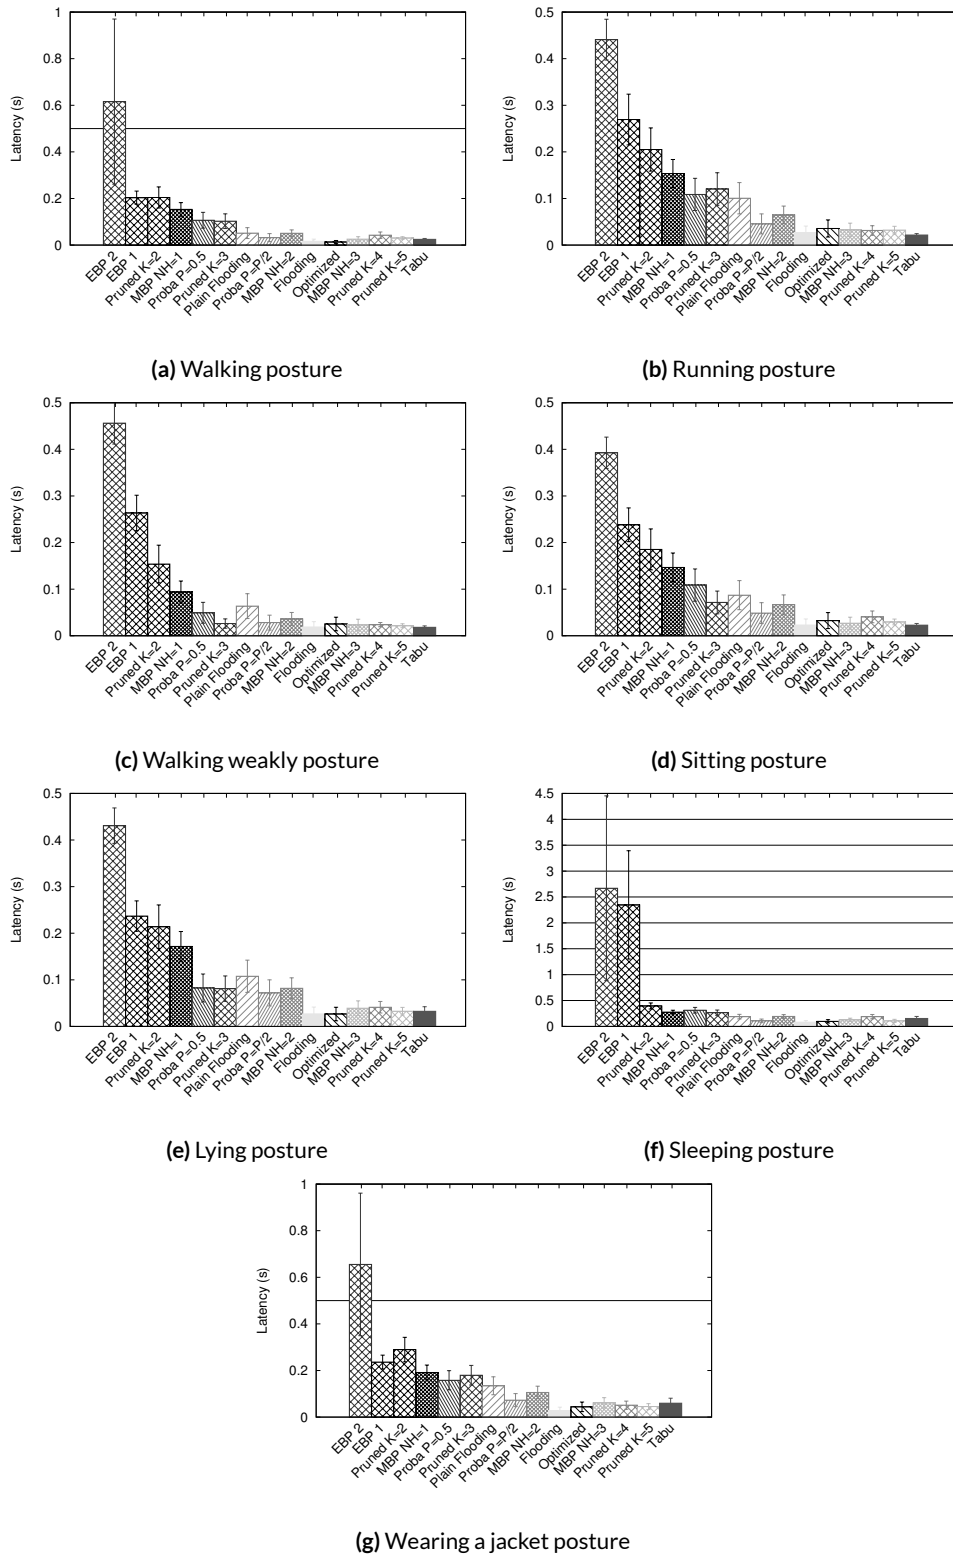 1
0.8
0.6
0.4
0.2
0
Latency (s)
EBP 2
EBP 1
Pruned K=2
MBP NH=1
Proba P=0.5
Pruned K=3
Plain Flooding
Proba P=P/2
MBP NH=2
Flooding
Optimized
MBP NH=3
Pruned K=4
Pruned K=5
Tabu
(a) Walking posture
0.5
0.4
0.3
0.2
0.1
0
Latency (s)
EBP 2
EBP 1
Pruned K=2
MBP NH=1
Proba P=0.5
Pruned K=3
Plain Flooding
Proba P=P/2
MBP NH=2
Flooding
Optimized
MBP NH=3
Pruned K=4
Pruned K=5
Tabu
(b) Running posture
0.5
0.4
0.3
0.2
0.1
0
Latency (s)
EBP 2
EBP 1
Pruned K=2
MBP NH=1
Proba P=0.5
Pruned K=3
Plain Flooding
Proba P=P/2
MBP NH=2
Flooding
Optimized
MBP NH=3
Pruned K=4
Pruned K=5
Tabu
(c) Walking weakly posture
0.5
0.4
0.3
0.2
0.1
0
Latency (s)
EBP 2
EBP 1
Pruned K=2
MBP NH=1
Proba P=0.5
Pruned K=3
Plain Flooding
Proba P=P/2
MBP NH=2
Flooding
Optimized
MBP NH=3
Pruned K=4
Pruned K=5
Tabu
(d) Sitting posture
0.5
0.4
0.3
0.2
0.1
0
Latency (s)
EBP 2
EBP 1
Pruned K=2
MBP NH=1
Proba P=0.5
Pruned K=3
Plain Flooding
Proba P=P/2
MBP NH=2
Flooding
Optimized
MBP NH=3
Pruned K=4
Pruned K=5
Tabu
(e) Lying posture
4.5
4
3.5
3
2.5
2
1.5
1
0.5
0
Latency (s)
EBP 2
EBP 1
Pruned K=2
MBP NH=1
Proba P=0.5
Pruned K=3
Plain Flooding
Proba P=P/2
MBP NH=2
Flooding
Optimized
MBP NH=3
Pruned K=4
Pruned K=5
Tabu
(f) Sleeping posture
1
0.8
0.6
0.4
0.2
0
Latency (s)
EBP 2
EBP 1
Pruned K=2
MBP NH=1
Proba P=0.5
Pruned K=3
Plain Flooding
Proba P=P/2
MBP NH=2
Flooding
Optimized
MBP NH=3
Pruned K=4
Pruned K=5
Tabu
(g) Wearing a jacket posture